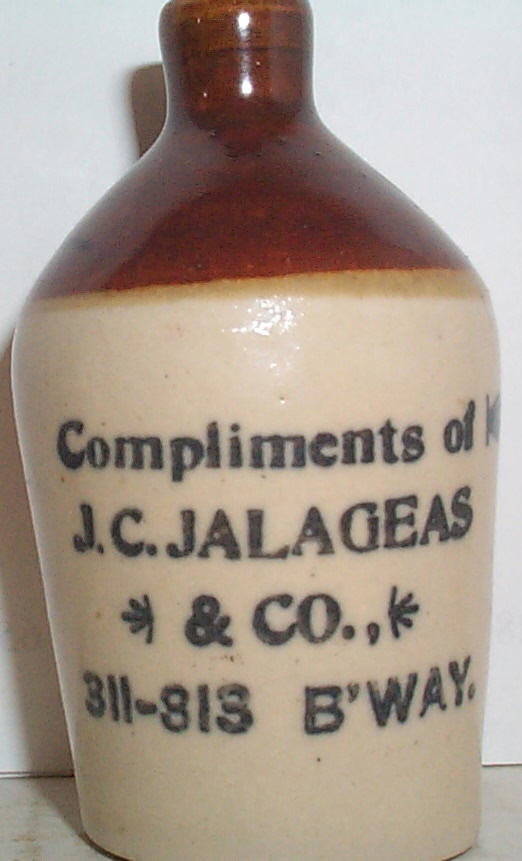 Compliments of
J.C. JALAGEAS
& CO.,
311-313 B'WAY.